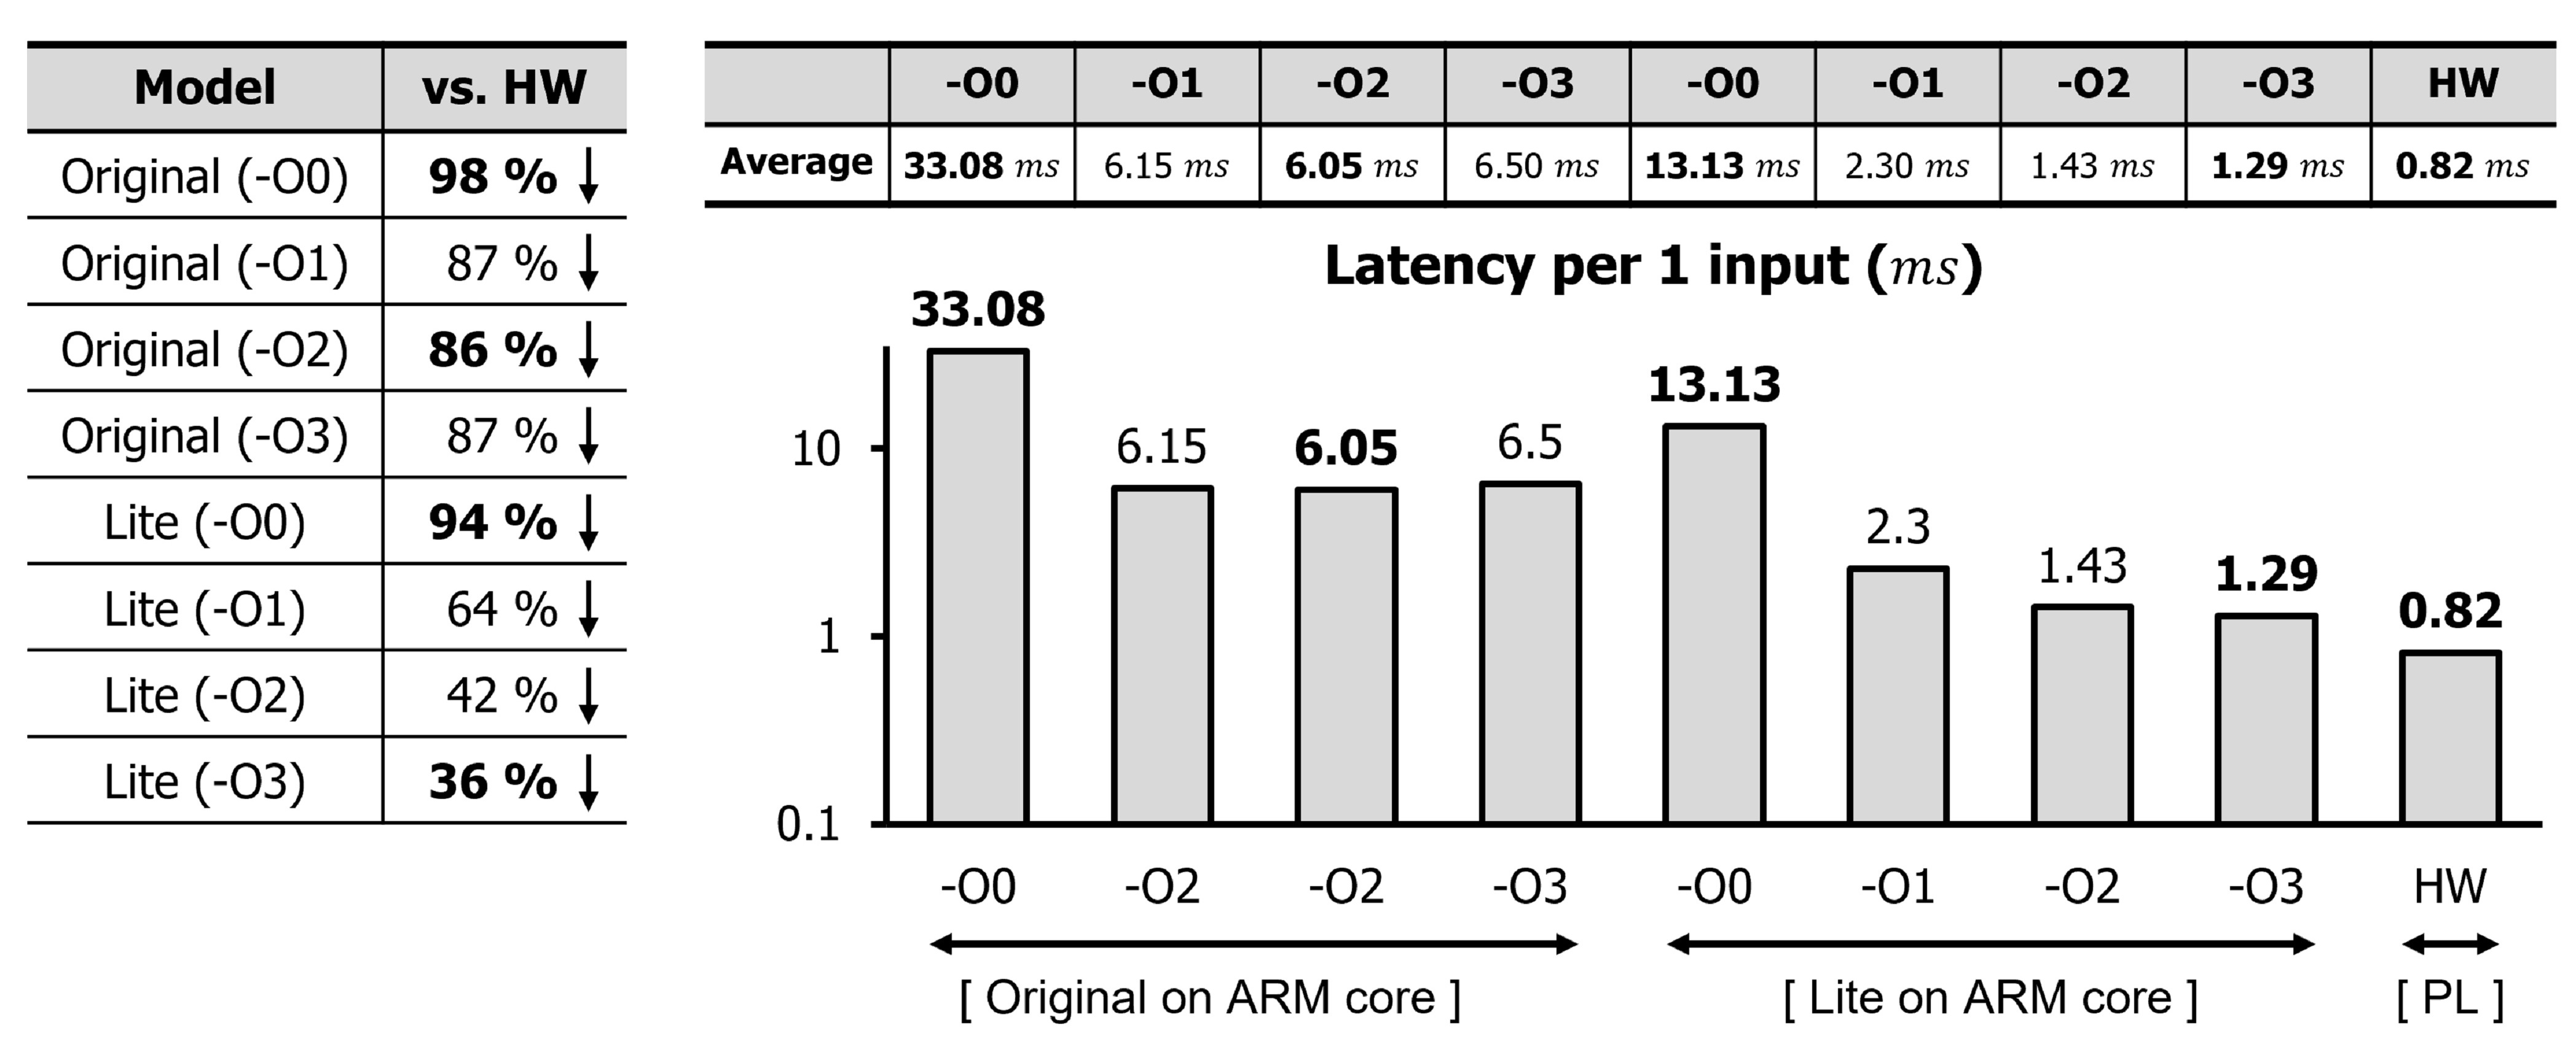 Model vs. HW
Original (-O0) 98 % ↓
Original (-O1) 87 % ↓
Original (-O2) 86 % ↓
Original (-O3) 87 % ↓
Lite (-O0) 94 % ↓
Lite (-O1) 64 % ↓
Lite (-O2) 42 % ↓
Lite (-O3) 36 % ↓
-O0 -O1 -O2 -O3 -O0 -O1 -O2 -O3 HW
Average 33.08 ms 6.15 ms 6.05 ms 6.50 ms 13.13 ms 2.30 ms 1.43 ms 1.29 ms 0.82 ms
Latency per 1 input (ms)
33.08 6.15 6.05 6.5 13.13 2.3 1.43 1.29 0.82
10
1
0.1
-O0 -O2 -O2 -O3 -O0 -O1 -O2 -O3 HW
[ Original on ARM core ] [ Lite on ARM core ] [ PL ]